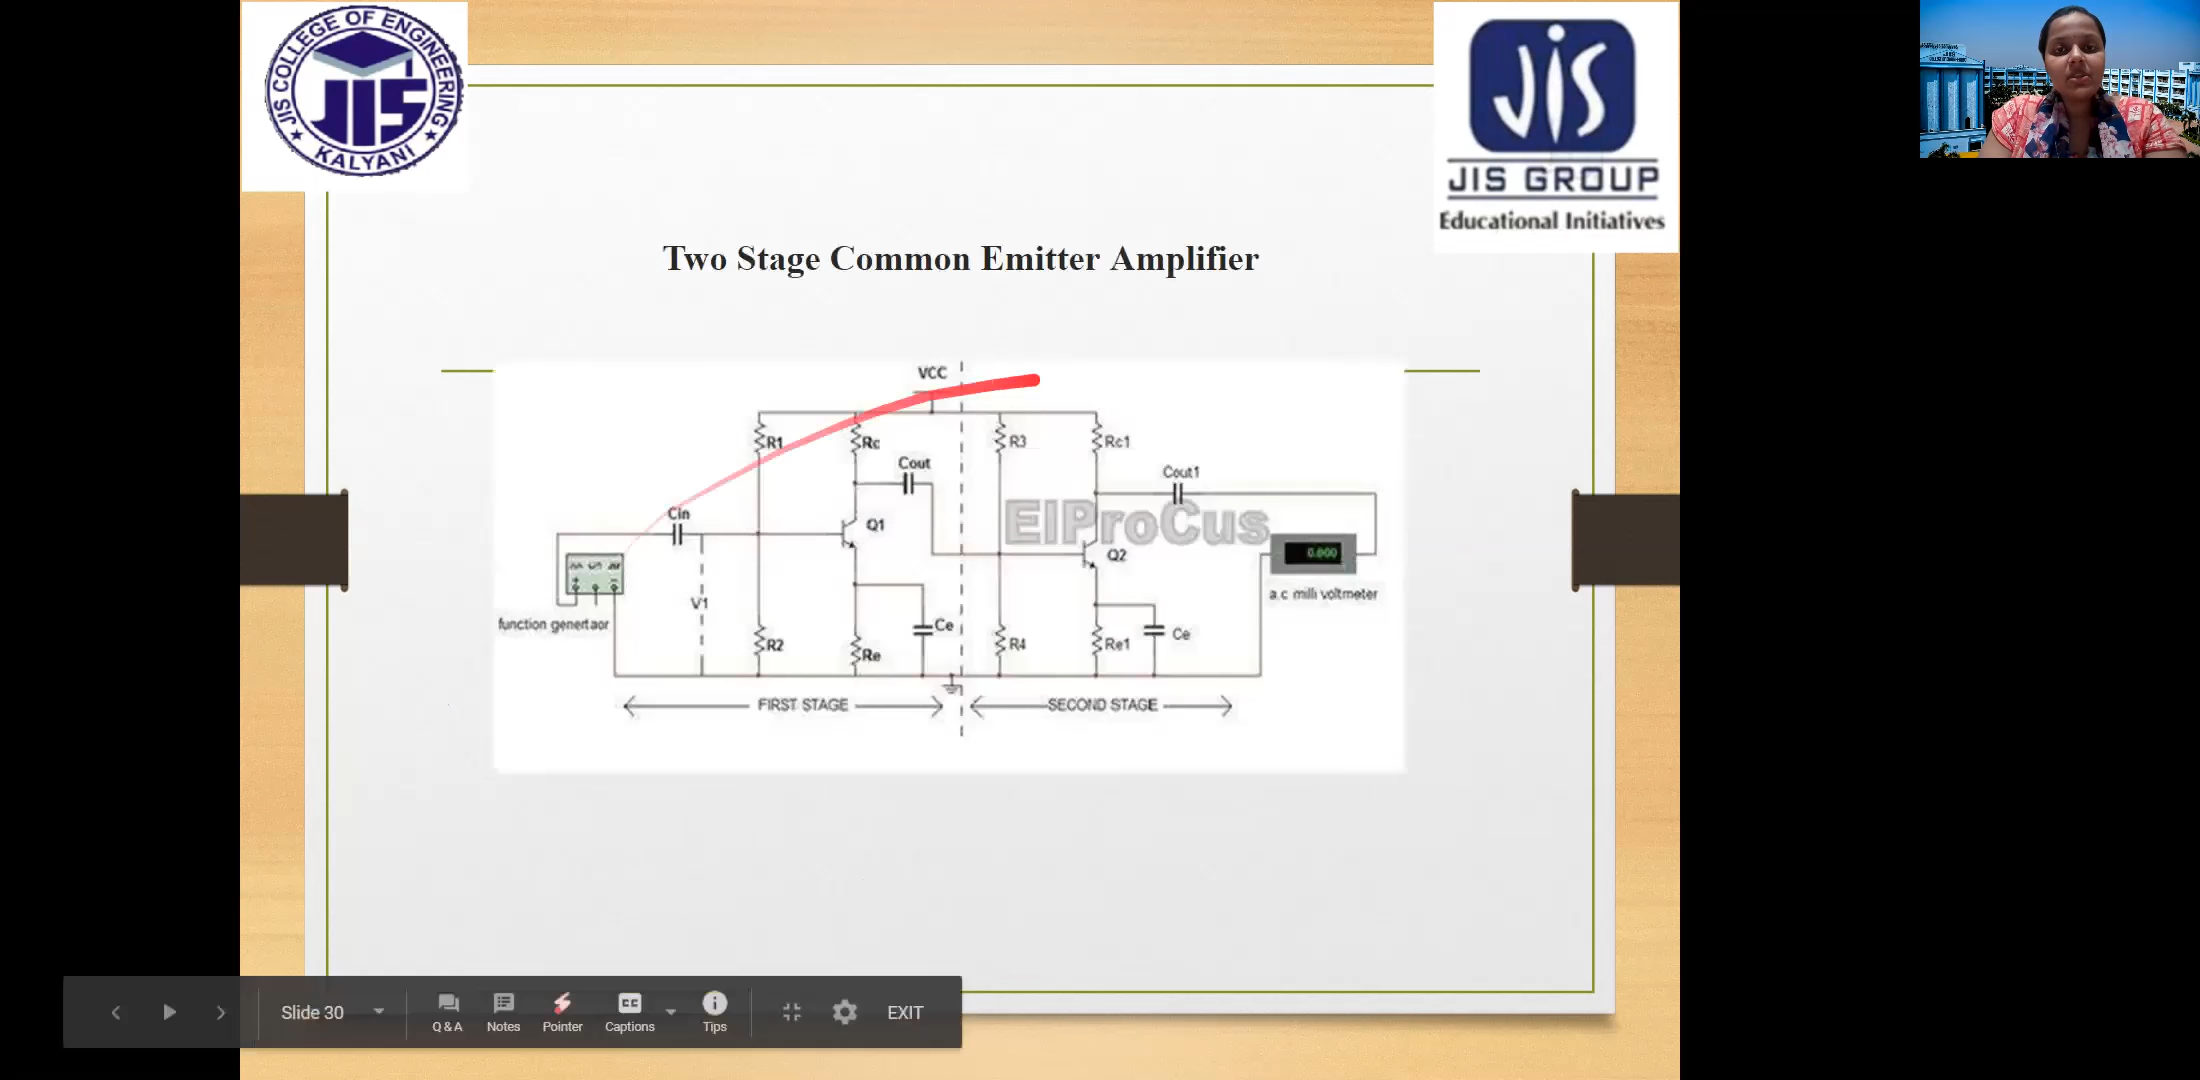 JIS COLLEGE OF ENGINEERING
JIS
KALYANI
JIS
JIS GROUP
Educational Initiatives
Two Stage Common Emitter Amplifier
VCC
R1
Rc
R3
Rc1
Cout
Cout1
Cin
Q1
ElProCus
Q2
0.000
V1
a.c milli voltmeter
function genertaor
Ce
Ce
R2
Re
R4
Re1
FIRST STAGE
SECOND STAGE
Slide 30
Q & A
Notes
Pointer
CC
Captions
Tips
EXIT